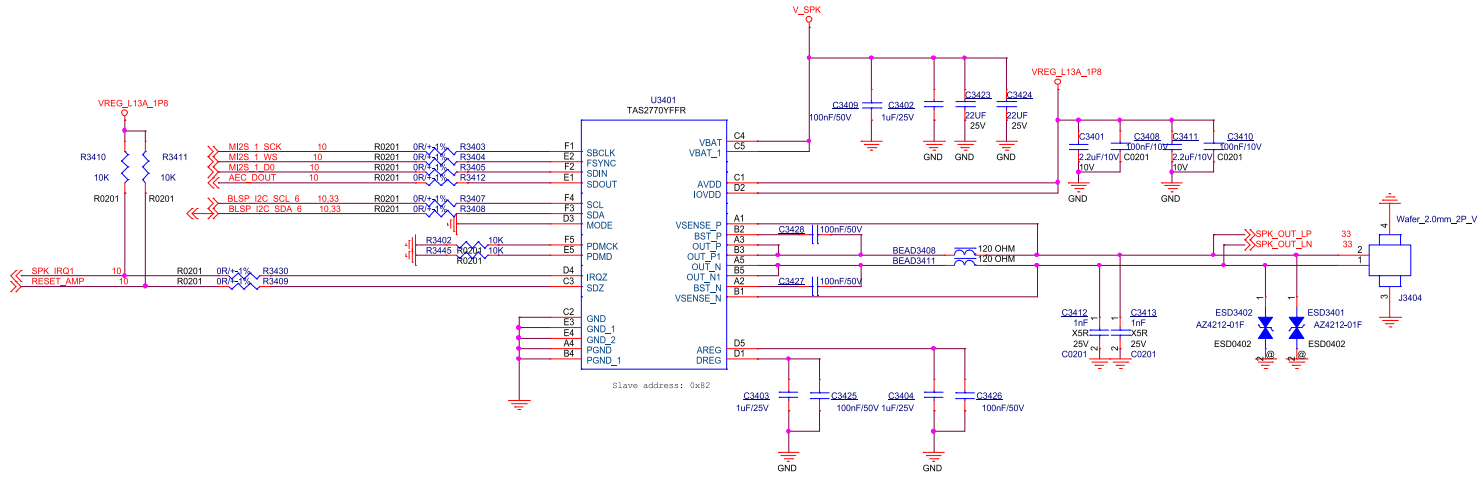 V_SPK
VREG_L13A_1P8
C3409
100nF/50V
C3402
1uF/25V
C3423
22UF
25V
C3424
22UF
25V
GND
GND
GND
VREG_L13A_1P8
C3401
2.2uF/10V
10V
C3408
100nF/10V
C0201
C3411
2.2uF/10V
10V
C3410
100nF/10V
C0201
GND
GND
R3410
10K
R0201
R3411
10K
R0201
U3401
TAS2770YFFR
MI2S_1_SCK 10 R0201 0R/+-1% R3403 F1 SBCLK
MI2S_1_WS 10 R0201 0R/+-1% R3404 E2 FSYNC
MI2S_1_D0 10 R0201 0R/+-1% R3405 F2 SDIN
AEC_DOUT 10 R0201 0R/+-1% R3412 E1 SDOUT
BLSP_I2C_SCL_6 10,33 R0201 0R/+-1% R3407 F4 SCL
BLSP_I2C_SDA_6 10,33 R0201 0R/+-1% R3408 F3 SDA
D3 MODE
R3402 10K F5 PDMCK
R0201
R3445 10K E5 PDMD
R0201
SPK_IRQ1 10 R0201 0R/+-1% R3430 D4 IRQZ
RESET_AMP 10 R0201 0R/+-1% R3409 C3 SDZ
C2 GND
E3 GND_1
E4 GND_2
A4 PGND
B4 PGND_1
VBAT C4
VBAT_1 C5
AVDD C1
IOVDD D2
VSENSE_P A1
BST_P B2
OUT_P A3
OUT_P1 B3
OUT_N A5
OUT_N1 B5
BST_N A2
VSENSE_N B1
AREG D5
DREG D1
Slave address: 0x82
C3428 100nF/50V
BEAD3408 120 OHM
BEAD3411 120 OHM
C3427 100nF/50V
SPK_OUT_LP 33
SPK_OUT_LN 33
Wafer_2.0mm_2P_V
4
2
1
3
J3404
C3412
1nF
X5R
25V
C0201
1
2
C3413
1nF
X5R
25V
C0201
1
2
ESD3402
AZ4212-01F
ESD0402
1
2
@
ESD3401
AZ4212-01F
ESD0402
1
2
@
C3403
1uF/25V
C3425
100nF/50V
C3404
1uF/25V
C3426
100nF/50V
GND
GND